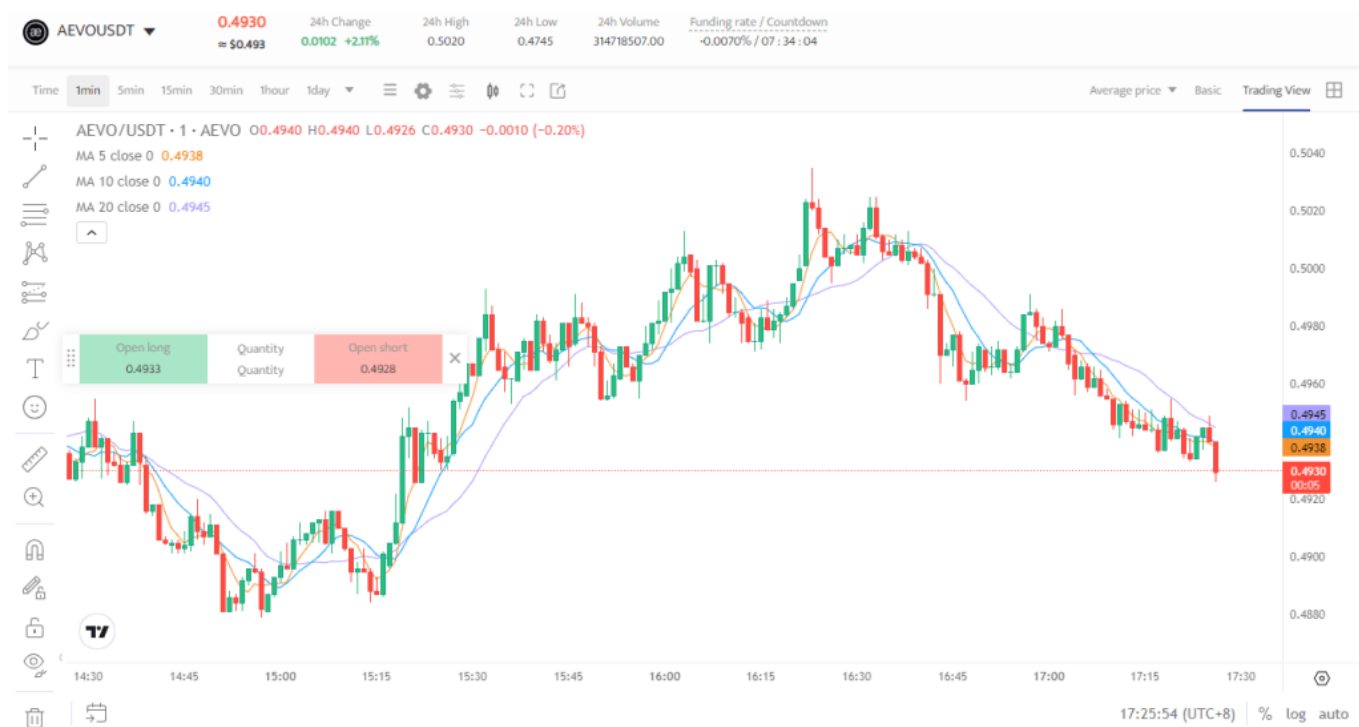 AEVOUSDT 0.4930 24h Change 24h High 24h Low 24h Volume Funding rate / Countdown
≈ $0.493 0.0102 +2.11% 0.5020 0.4745 314718507.00 -0.0070% / 07 : 34 : 04
Time 1min 5min 15min 30min 1hour 1day Average price Basic Trading View
AEVO/USDT · 1 · AEVO O0.4940 H0.4940 L0.4926 C0.4930 -0.0010 (-0.20%)
MA 5 close 0 0.4938
MA 10 close 0 0.4940
MA 20 close 0 0.4945
Open long Quantity Open short
0.4933 Quantity 0.4928
0.5040
0.5020
0.5000
0.4980
0.4960
0.4945
0.4940
0.4938
0.4930
00:05
0.4920
0.4900
0.4880
14:30 14:45 15:00 15:15 15:30 15:45 16:00 16:15 16:30 16:45 17:00 17:15 17:30
17:25:54 (UTC+8) % log auto